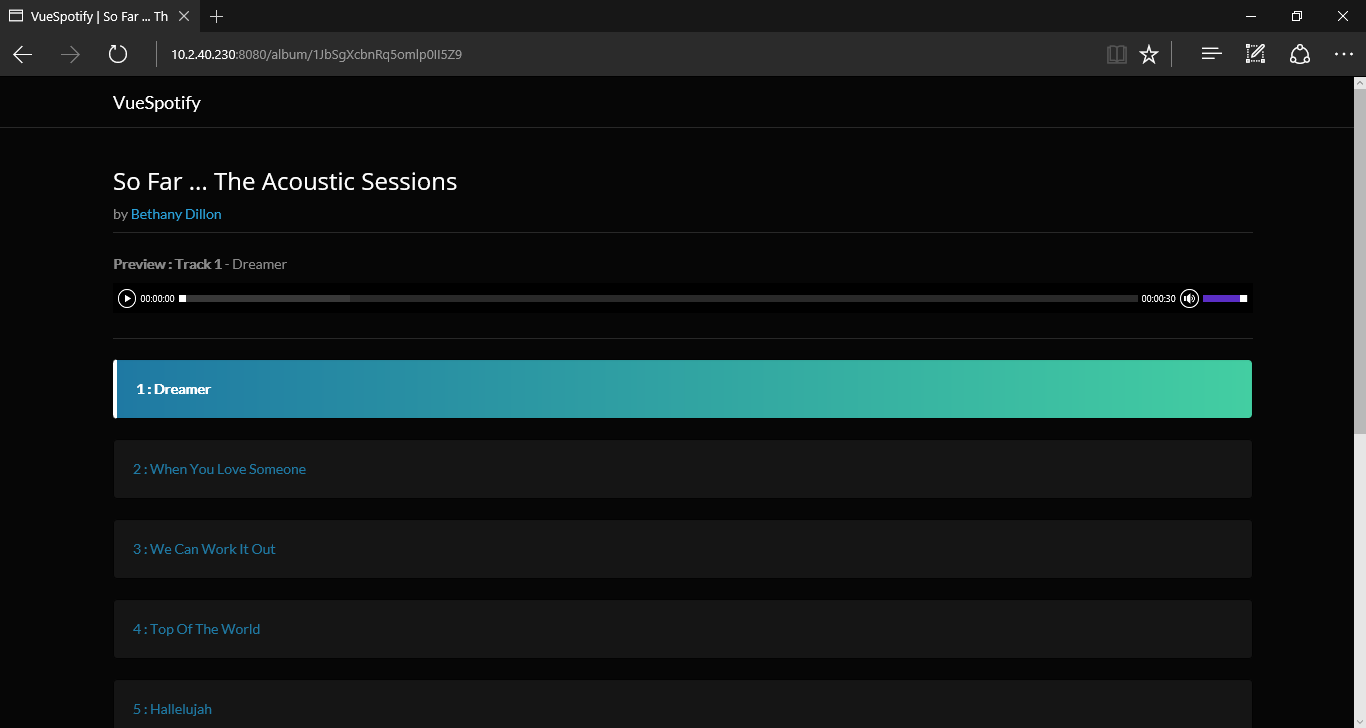 VueSpotify | So Far ... Th
10.2.40.230:8080/album/1JbSgXcbnRq5omlp0II5Z9
VueSpotify
So Far ... The Acoustic Sessions
by Bethany Dillon
Preview : Track 1 - Dreamer
00:00:00 00:00:30
1 : Dreamer
2 : When You Love Someone
3 : We Can Work It Out
4 : Top Of The World
5 : Hallelujah